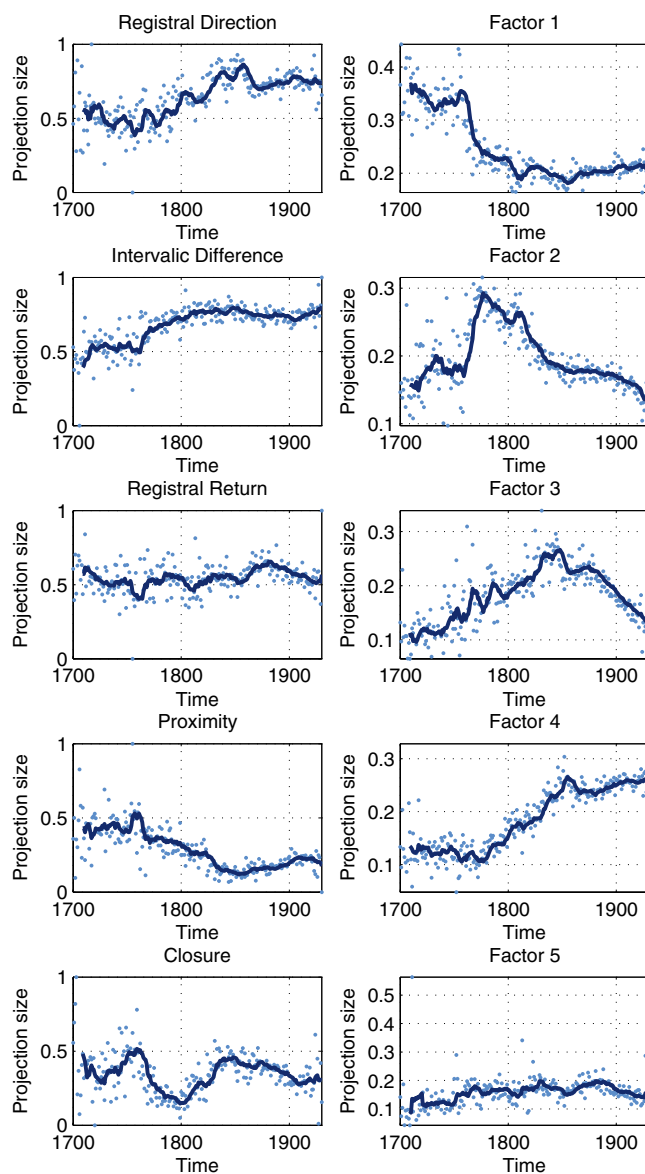 Registral Direction
Projection size
1
0.5
0
1700 1800 1900
Time
Factor 1
Projection size
0.4
0.3
0.2
1700 1800 1900
Time
Intervalic Difference
Projection size
1
0.5
0
1700 1800 1900
Time
Factor 2
Projection size
0.3
0.2
0.1
1700 1800 1900
Time
Registral Return
Projection size
1
0.5
0
1700 1800 1900
Time
Factor 3
Projection size
0.3
0.2
0.1
1700 1800 1900
Time
Proximity
Projection size
1
0.5
0
1700 1800 1900
Time
Factor 4
Projection size
0.3
0.2
0.1
1700 1800 1900
Time
Closure
Projection size
1
0.5
0
1700 1800 1900
Time
Factor 5
Projection size
0.5
0.4
0.3
0.2
0.1
1700 1800 1900
Time